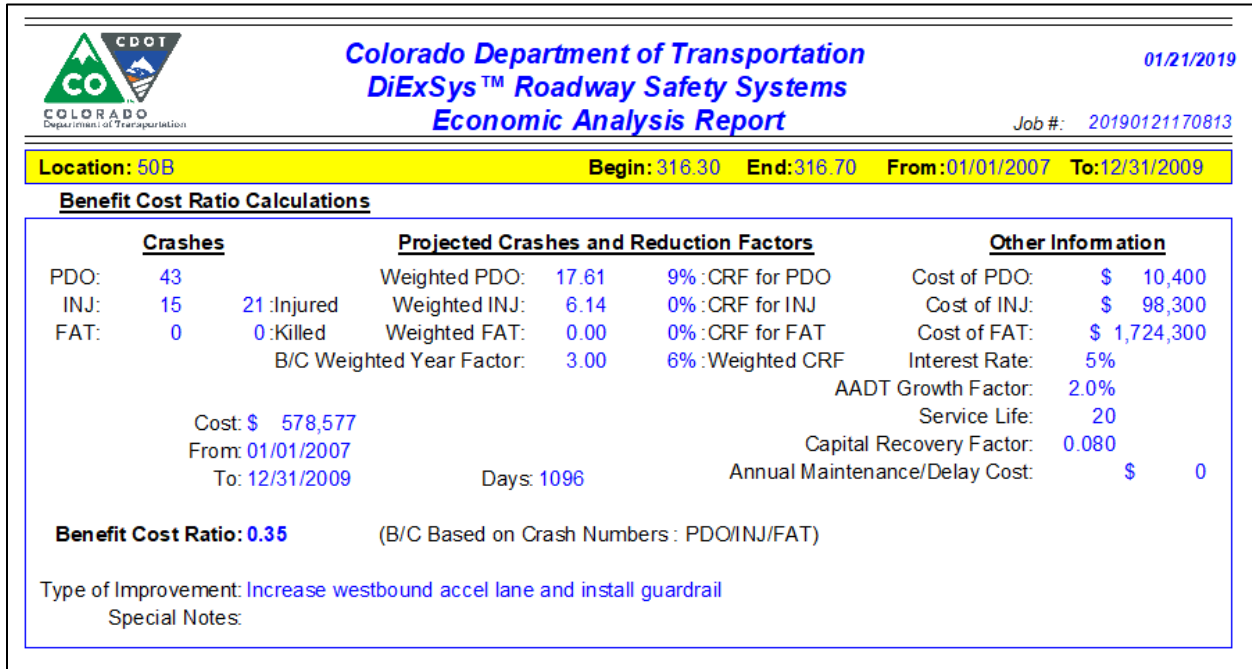 CDOT
CO
COLORADO
Department of Transportation
Colorado Department of Transportation
DiExSys™ Roadway Safety Systems
Economic Analysis Report
01/21/2019
Job #: 20190121170813
Location: 50B Begin: 316.30 End:316.70 From:01/01/2007 To:12/31/2009
Benefit Cost Ratio Calculations
Crashes Projected Crashes and Reduction Factors Other Information
PDO: 43 Weighted PDO: 17.61 9% :CRF for PDO Cost of PDO: $ 10,400
INJ: 15 21 :Injured Weighted INJ: 6.14 0% :CRF for INJ Cost of INJ: $ 98,300
FAT: 0 0 :Killed Weighted FAT: 0.00 0% :CRF for FAT Cost of FAT: $ 1,724,300
B/C Weighted Year Factor: 3.00 6% :Weighted CRF Interest Rate: 5%
AADT Growth Factor: 2.0%
Cost: $ 578,577 Service Life: 20
From: 01/01/2007 Capital Recovery Factor: 0.080
To: 12/31/2009 Days: 1096 Annual Maintenance/Delay Cost: $ 0
Benefit Cost Ratio: 0.35 (B/C Based on Crash Numbers : PDO/INJ/FAT)
Type of Improvement: Increase westbound accel lane and install guardrail
Special Notes: